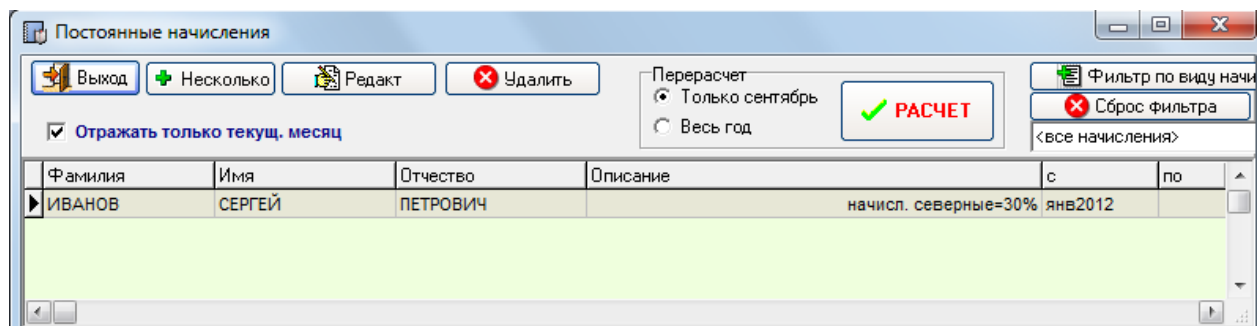 Постоянные начисления
Выход Несколько Редакт Удалить
Перерасчет
Только сентябрь
Весь год
РАСЧЕТ
Фильтр по виду начи
Сброс фильтра
<все начисления>
Отражать только текущ. месяц
Фамилия Имя Отчество Описание с по
ИВАНОВ СЕРГЕЙ ПЕТРОВИЧ начисл. северные=30% янв2012